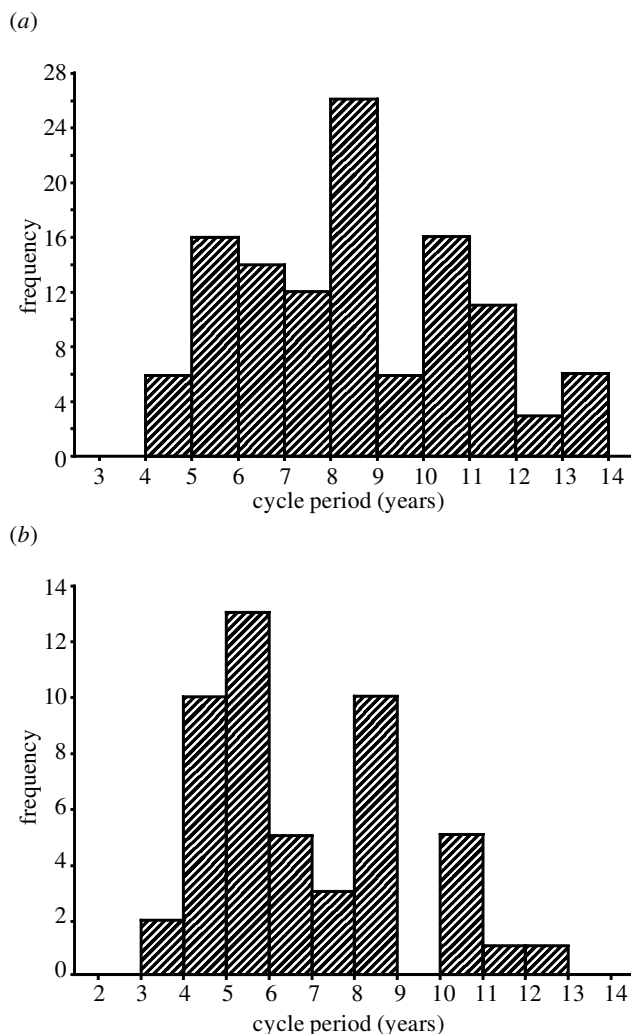 (a)
28
24
20
16
12
8
4
0
frequency
3 4 5 6 7 8 9 10 11 12 13 14
cycle period (years)
(b)
14
12
10
8
6
4
2
0
frequency
2 3 4 5 6 7 8 9 10 11 12 13 14
cycle period (years)